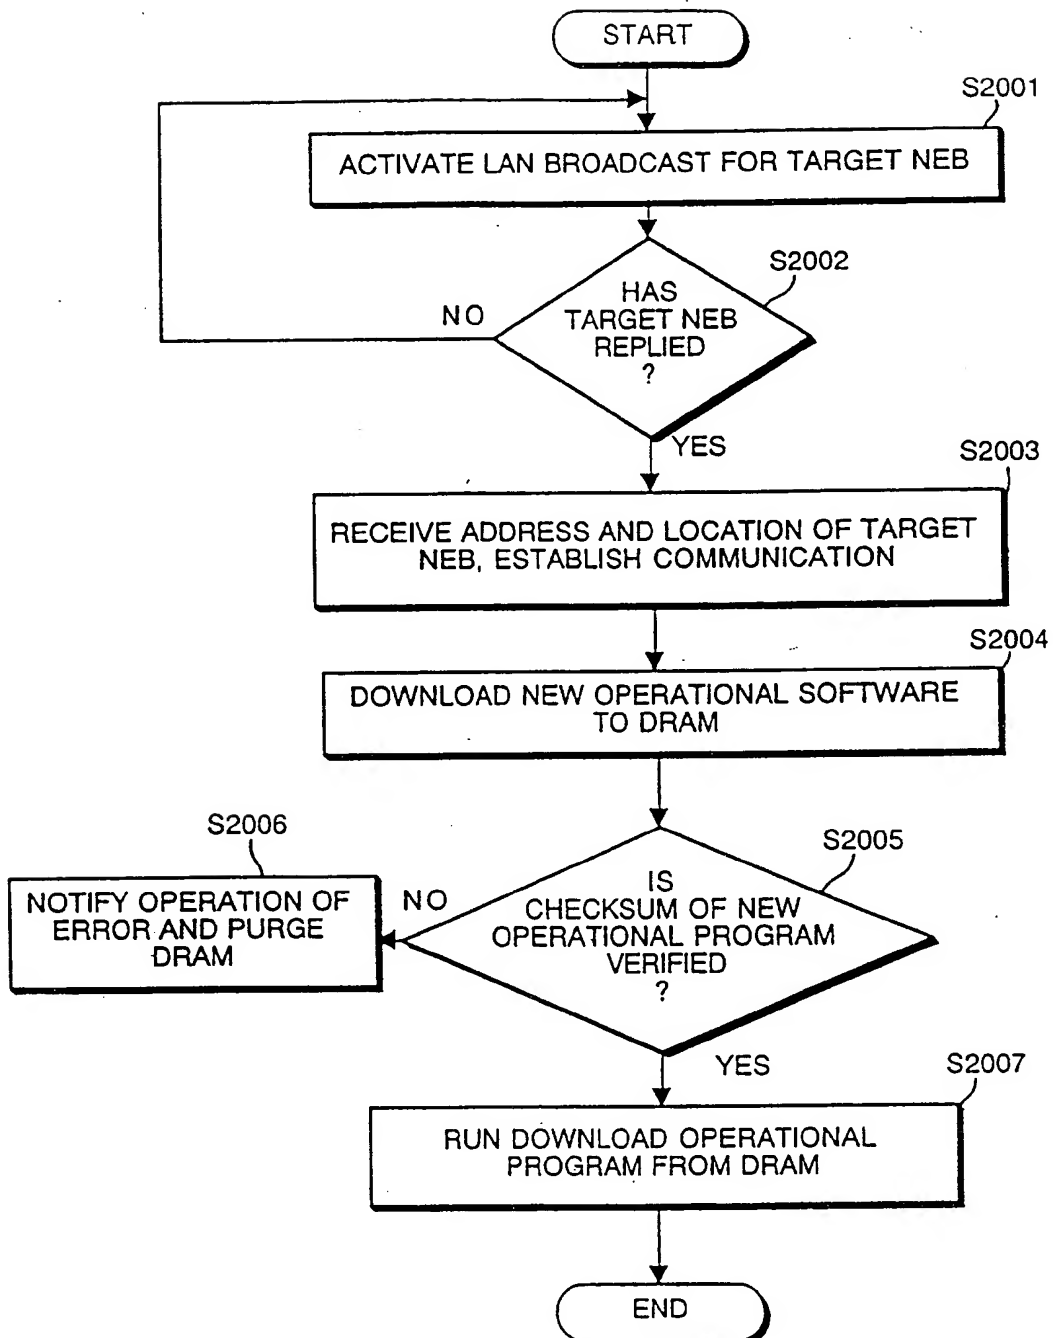 START
S2001
ACTIVATE LAN BROADCAST FOR TARGET NEB
S2002
HAS
TARGET NEB
REPLIED
?
NO
YES
S2003
RECEIVE ADDRESS AND LOCATION OF TARGET
NEB, ESTABLISH COMMUNICATION
S2004
DOWNLOAD NEW OPERATIONAL SOFTWARE
TO DRAM
S2005
IS
CHECKSUM OF NEW
OPERATIONAL PROGRAM
VERIFIED
?
NO
S2006
NOTIFY OPERATION OF
ERROR AND PURGE
DRAM
YES
S2007
RUN DOWNLOAD OPERATIONAL
PROGRAM FROM DRAM
END